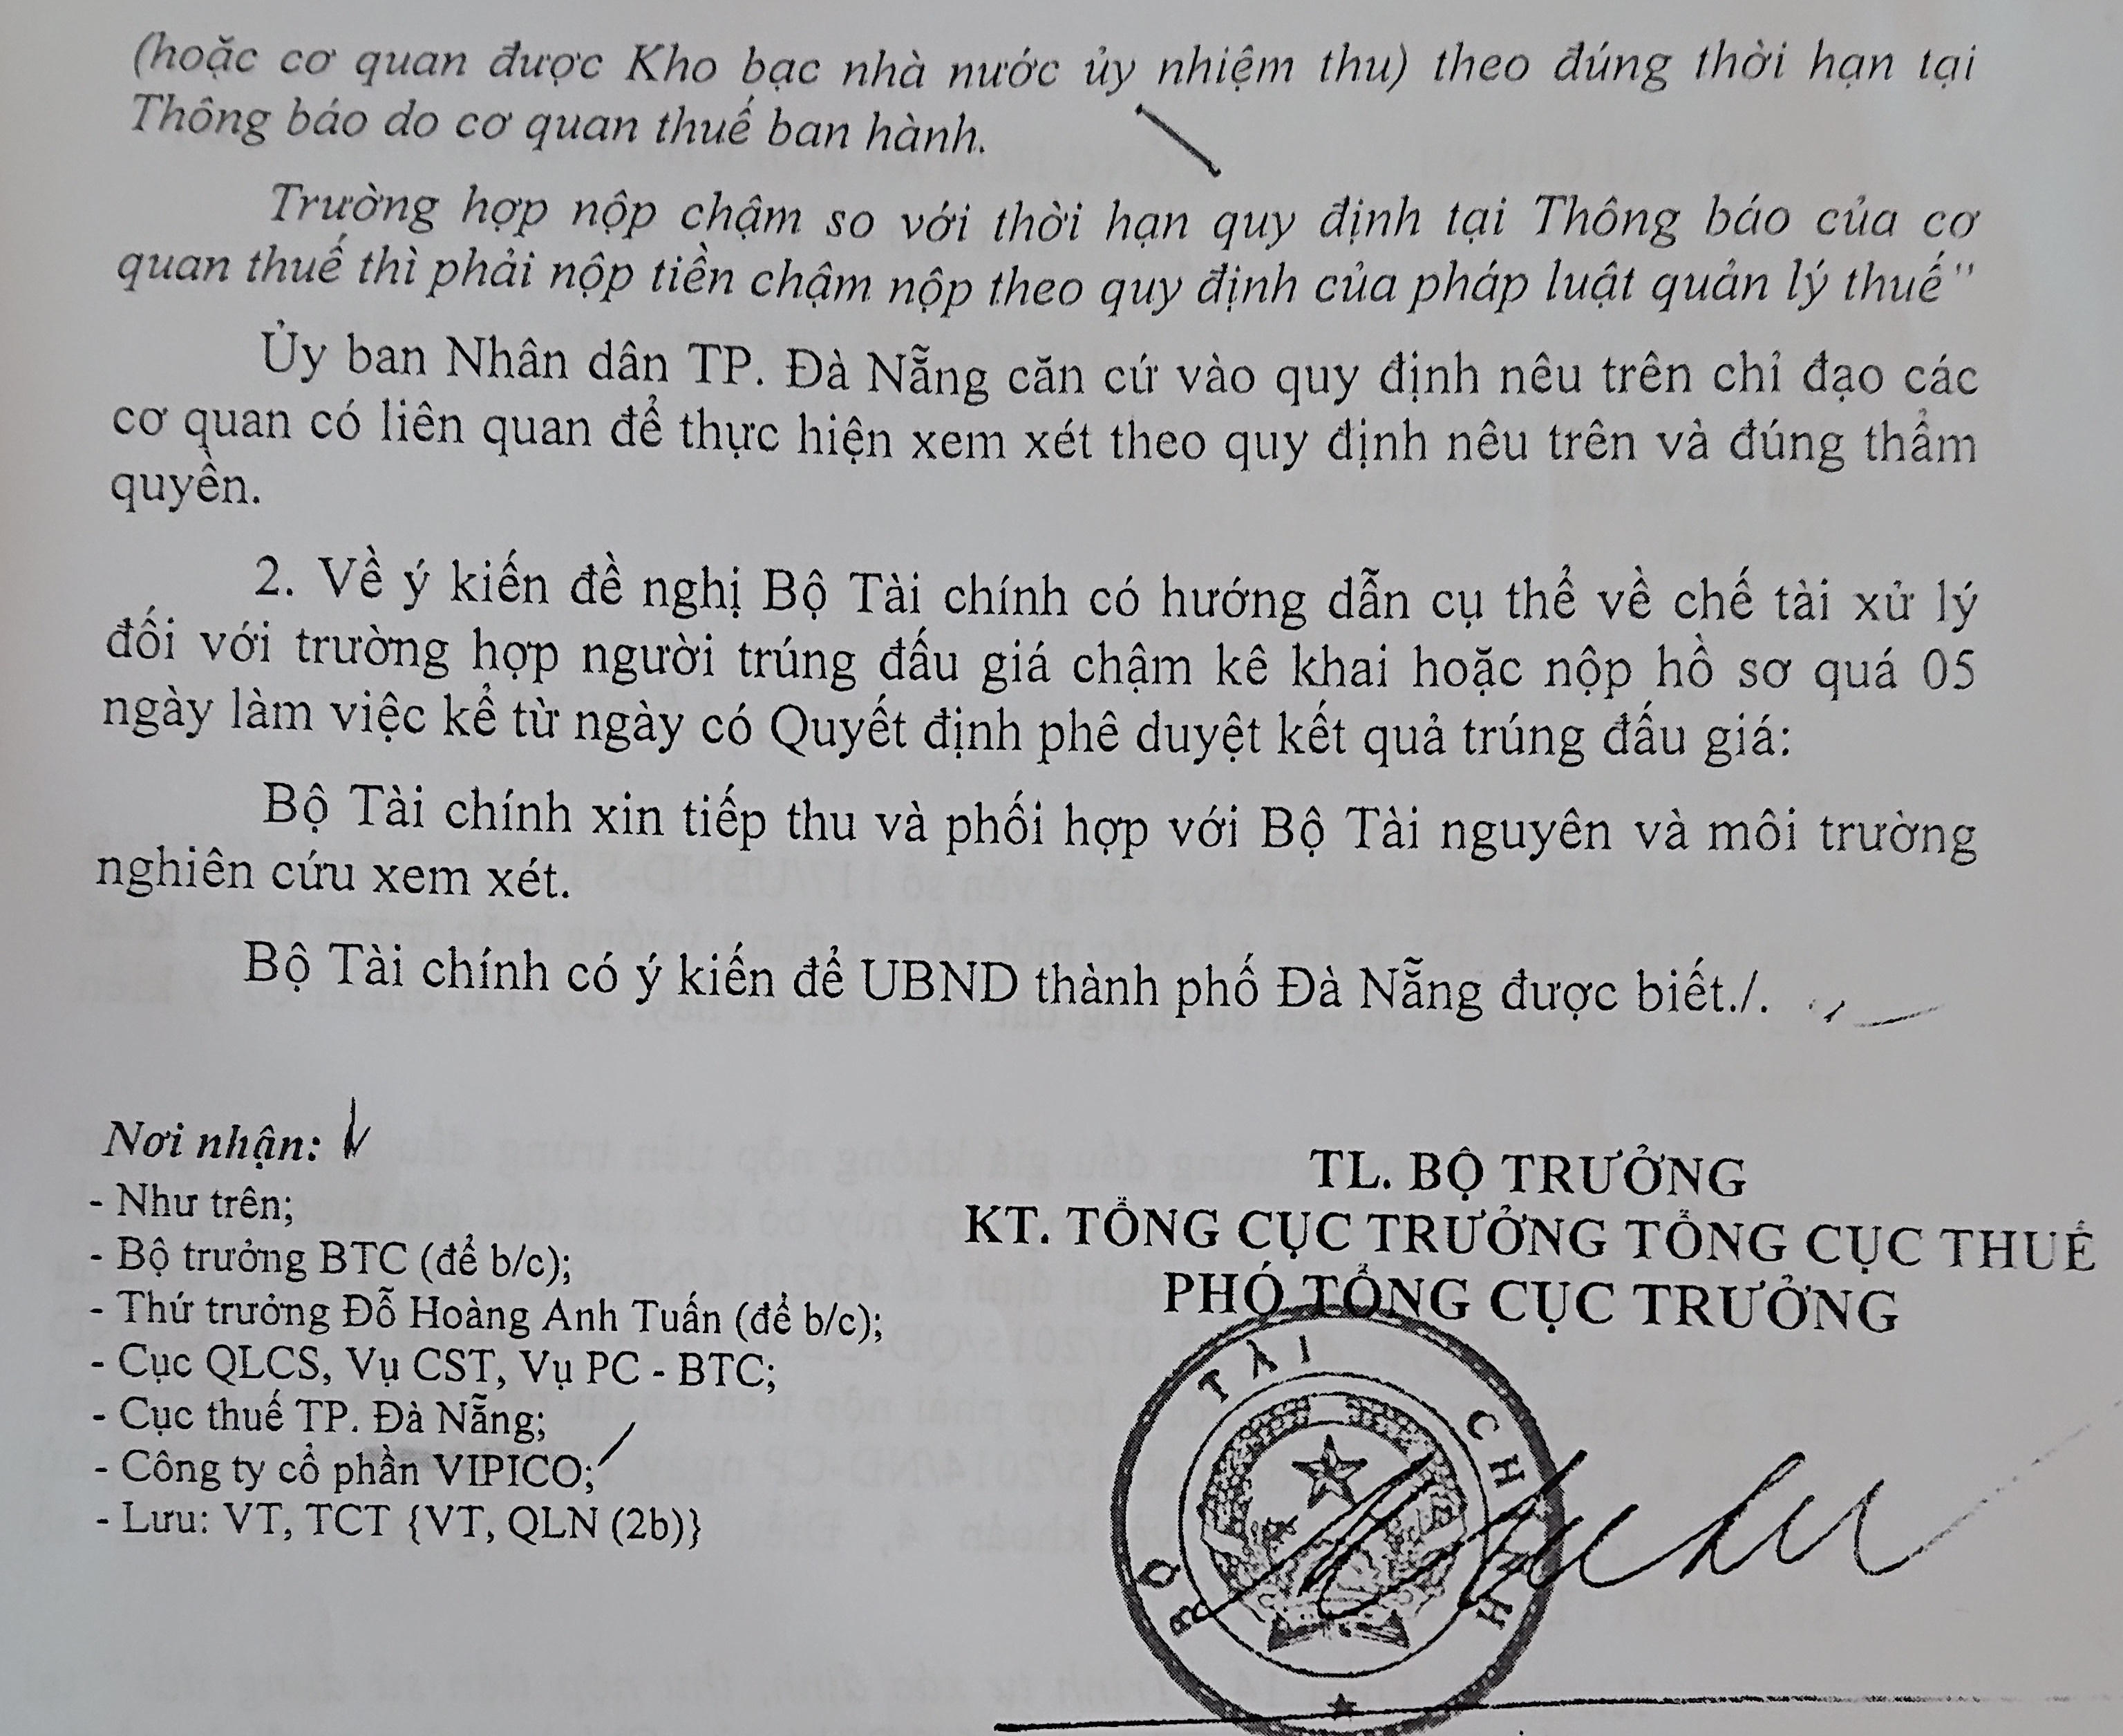 (hoặc cơ quan được Kho bạc nhà nước ủy nhiệm thu) theo đúng thời hạn tại
Thông báo do cơ quan thuế ban hành.
Trường hợp nộp chậm so với thời hạn quy định tại Thông báo của cơ
quan thuế thì phải nộp tiền chậm nộp theo quy định của pháp luật quản lý thuế"
Ủy ban Nhân dân TP. Đà Nẵng căn cứ vào quy định nêu trên chỉ đạo các
cơ quan có liên quan để thực hiện xem xét theo quy định nêu trên và đúng thẩm
quyền.
2. Về ý kiến đề nghị Bộ Tài chính có hướng dẫn cụ thể về chế tài xử lý
đối với trường hợp người trúng đấu giá chậm kê khai hoặc nộp hồ sơ quá 05
ngày làm việc kể từ ngày có Quyết định phê duyệt kết quả trúng đấu giá:
Bộ Tài chính xin tiếp thu và phối hợp với Bộ Tài nguyên và môi trường
nghiên cứu xem xét.
Bộ Tài chính có ý kiến để UBND thành phố Đà Nẵng được biết./.
Nơi nhận:
- Như trên;
- Bộ trưởng BTC (để b/c);
- Thứ trưởng Đỗ Hoàng Anh Tuấn (để b/c);
- Cục QLCS, Vụ CST, Vụ PC - BTC;
- Cục thuế TP. Đà Nẵng;
- Công ty cổ phần VIPICO;
- Lưu: VT, TCT {VT, QLN (2b)}
TL. BỘ TRƯỞNG
KT. TỔNG CỤC TRƯỞNG TỔNG CỤC THUẾ
PHÓ TỔNG CỤC TRƯỞNG
BỘ TÀI CHÍNH